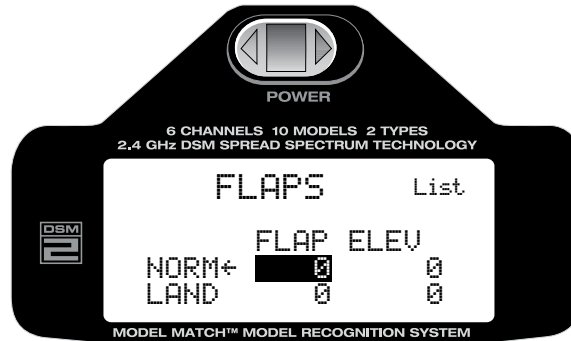 POWER
6 CHANNELS 10 MODELS 2 TYPES
2.4 GHz DSM SPREAD SPECTRUM TECHNOLOGY
FLAPS List
DSM
2
FLAP ELEV
NORM← 0 0
LAND 0 0
MODEL MATCH™ MODEL RECOGNITION SYSTEM